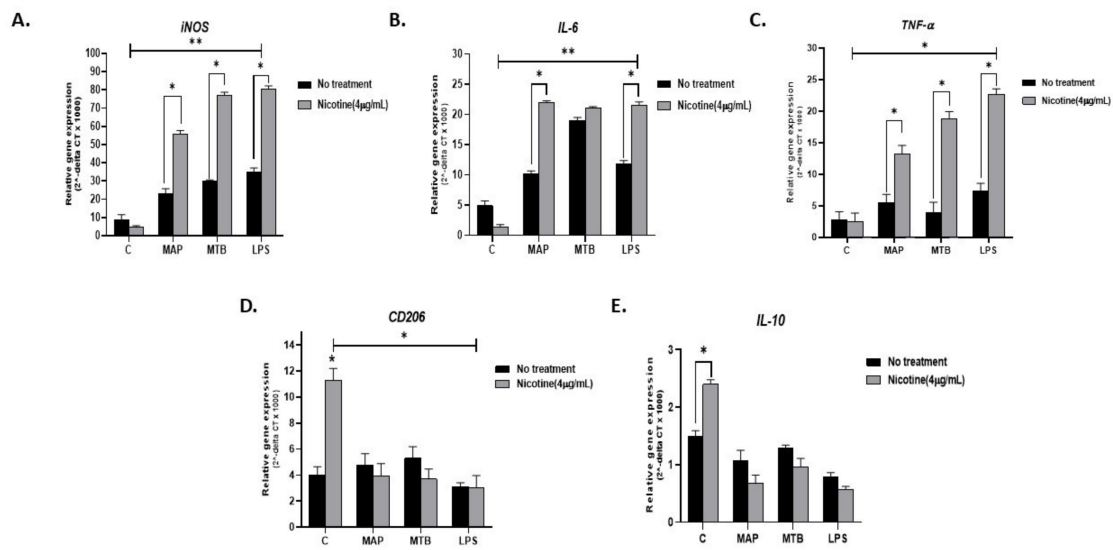 A.
iNOS
Relative gene expression
(2^-delta CT x 1000)
100
90
80
70
60
50
40
30
20
10
0
**
*
*
*
C
MAP
MTB
LPS
No treatment
Nicotine(4µg/mL)
B.
IL-6
Relative gene expression
(2^-delta CT x 1000)
30
25
20
15
10
5
0
**
*
*
C
MAP
MTB
LPS
No treatment
Nicotine(4µg/mL)
C.
TNF-α
Relative gene expression
(2^-delta CT x 1000)
30
25
20
15
10
5
0
*
*
*
*
C
MAP
MTB
LPS
No treatment
Nicotine(4µg/mL)
D.
CD206
Relative gene expression
(2^-delta CT x 1000)
14
12
10
8
6
4
2
0
*
*
C
MAP
MTB
LPS
No treatment
Nicotine(4µg/mL)
E.
IL-10
Relative gene expression
(2^-delta CT x 1000)
3
2
1
0
*
C
MAP
MTB
LPS
No treatment
Nicotine(4µg/mL)